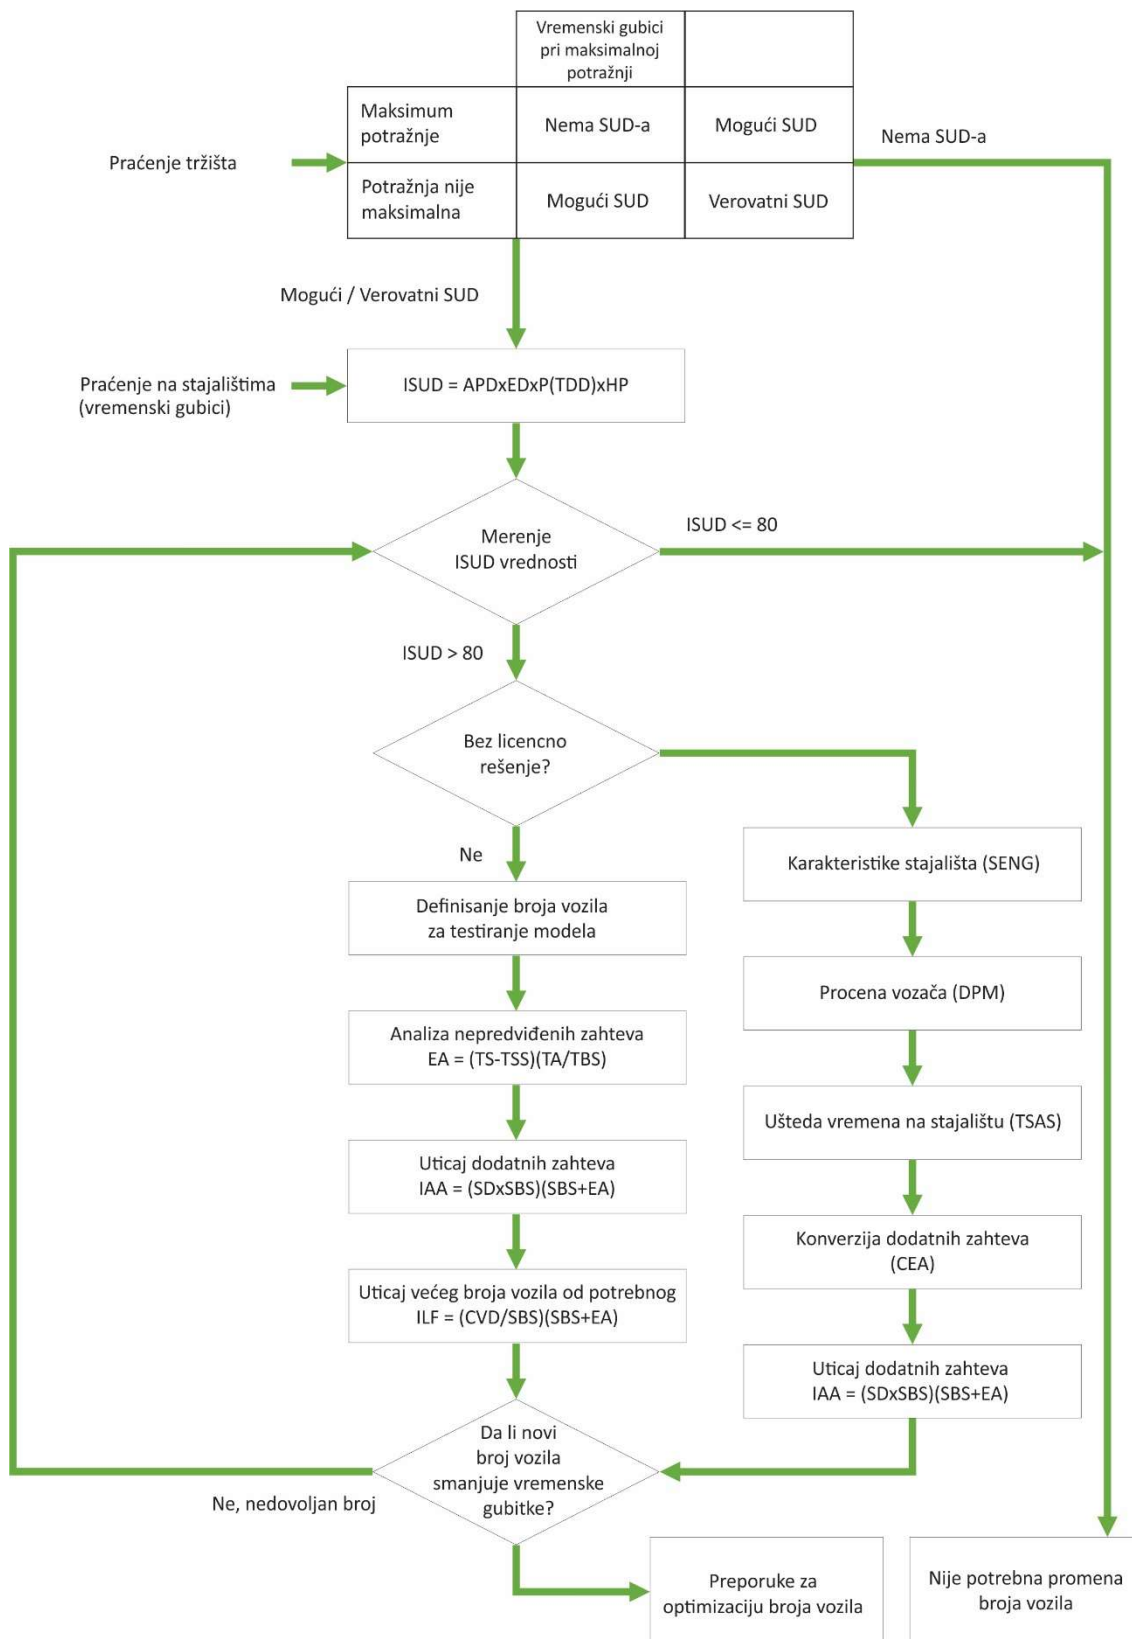 Vremenski gubici
pri maksimalnoj
potražnji
Maksimum
potražnje
Nema SUD-a
Mogući SUD
Nema SUD-a
Praćenje tržišta
Potražnja nije
maksimalna
Mogući SUD
Verovatni SUD
Mogući / Verovatni SUD
Praćenje na stajalištima
(vremenski gubici)
ISUD = APDxEDxP(TDD)xHP
Merenje
ISUD vrednosti
ISUD <= 80
ISUD > 80
Bez licencno
rešenje?
Ne
Karakteristike stajališta (SENG)
Definisanje broja vozila
za testiranje modela
Procena vozača (DPM)
Analiza nepredviđenih zahteva
EA = (TS-TSS)(TA/TBS)
Ušteda vremena na stajalištu (TSAS)
Uticaj dodatnih zahteva
IAA = (SDxSBS)(SBS+EA)
Konverzija dodatnih zahteva
(CEA)
Uticaj većeg broja vozila od potrebnog
ILF = (CVD/SBS)(SBS+EA)
Uticaj dodatnih zahteva
IAA = (SDxSBS)(SBS+EA)
Da li novi
broj vozila
smanjuje vremenske
gubitke?
Ne, nedovoljan broj
Preporuke za
optimizaciju broja vozila
Nije potrebna promena
broja vozila